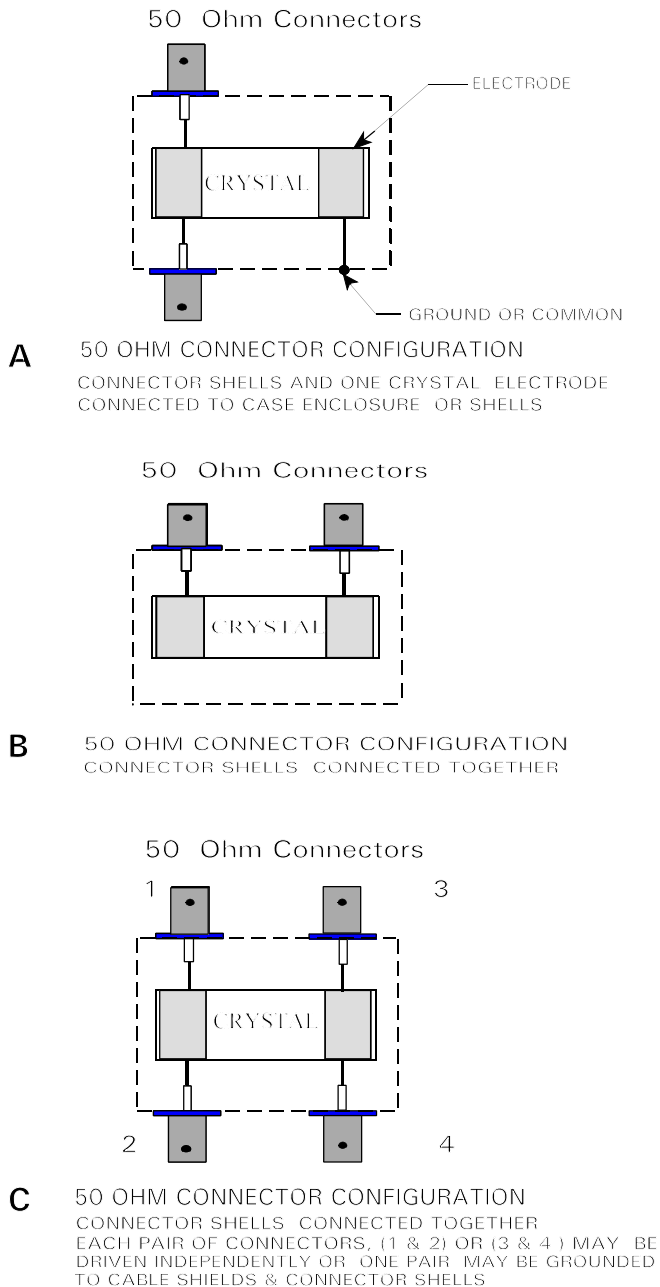 50 Ohm Connectors
ELECTRODE
CRYSTAL
GROUND OR COMMON
A 50 OHM CONNECTOR CONFIGURATION
CONNECTOR SHELLS AND ONE CRYSTAL ELECTRODE
CONNECTED TO CASE ENCLOSURE OR SHELLS
50 Ohm Connectors
CRYSTAL
B 50 OHM CONNECTOR CONFIGURATION
CONNECTOR SHELLS CONNECTED TOGETHER
50 Ohm Connectors
1 3
CRYSTAL
2 4
C 50 OHM CONNECTOR CONFIGURATION
CONNECTOR SHELLS CONNECTED TOGETHER
EACH PAIR OF CONNECTORS, (1 & 2) OR (3 & 4 ) MAY BE
DRIVEN INDEPENDENTLY OR ONE PAIR MAY BE GROUNDED
TO CABLE SHIELDS & CONNECTOR SHELLS